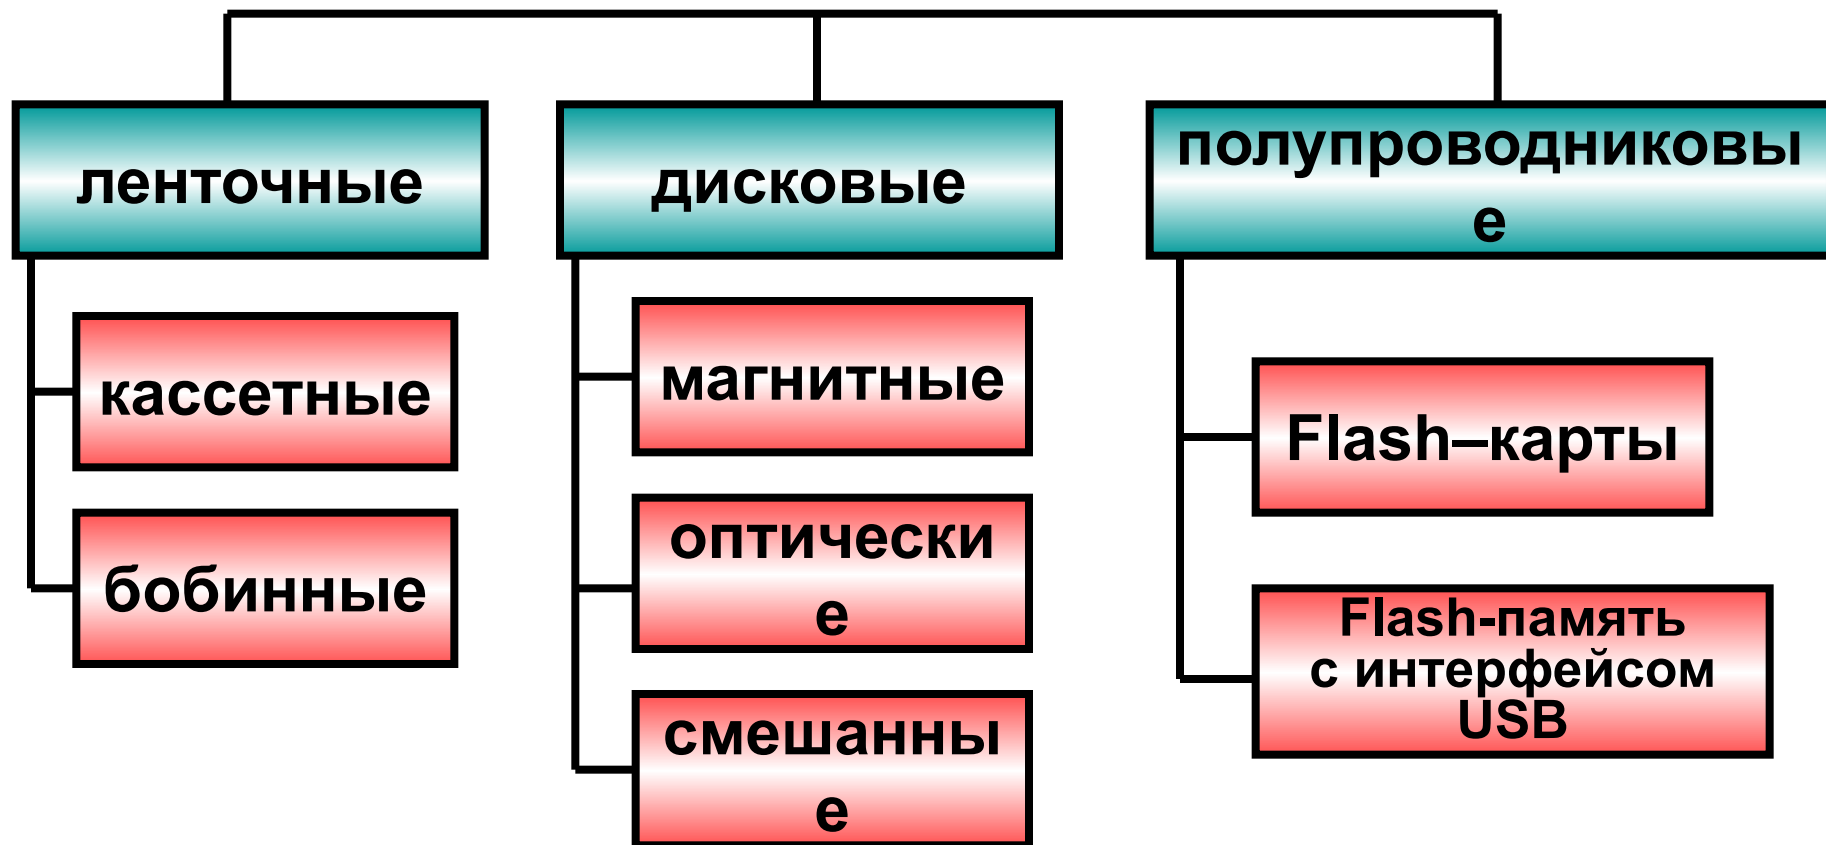 ленточные
кассетные
бобинные
дисковые
магнитные
оптически
е
смешанны
е
полупроводниковы
е
Flash–карты
Flash-память
с интерфейсом
USB